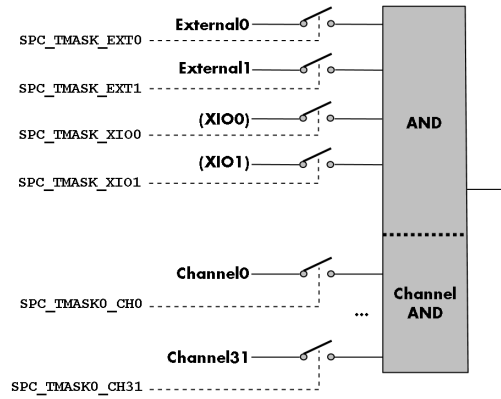 External0
SPC_TMASK_EXT0
External1
SPC_TMASK_EXT1
(XIO0)
SPC_TMASK_XIO0
AND
(XIO1)
SPC_TMASK_XIO1
Channel0
SPC_TMASK0_CH0
Channel
AND
...
Channel31
SPC_TMASK0_CH31